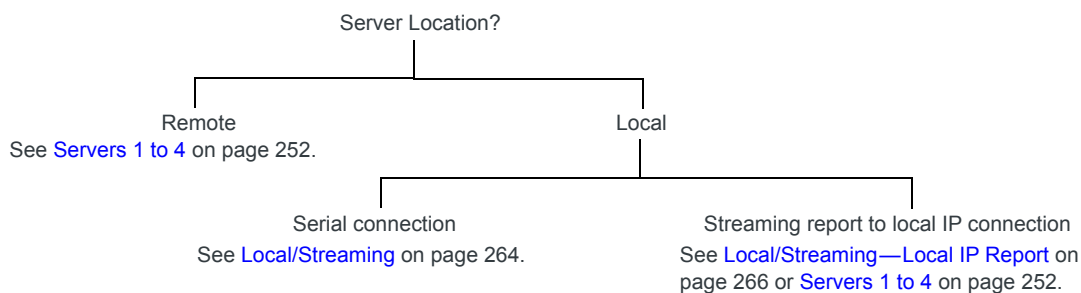 Server Location?
Remote
See Servers 1 to 4 on page 252.
Local
Serial connection
See Local/Streaming on page 264.
Streaming report to local IP connection
See Local/Streaming—Local IP Report on
page 266 or Servers 1 to 4 on page 252.